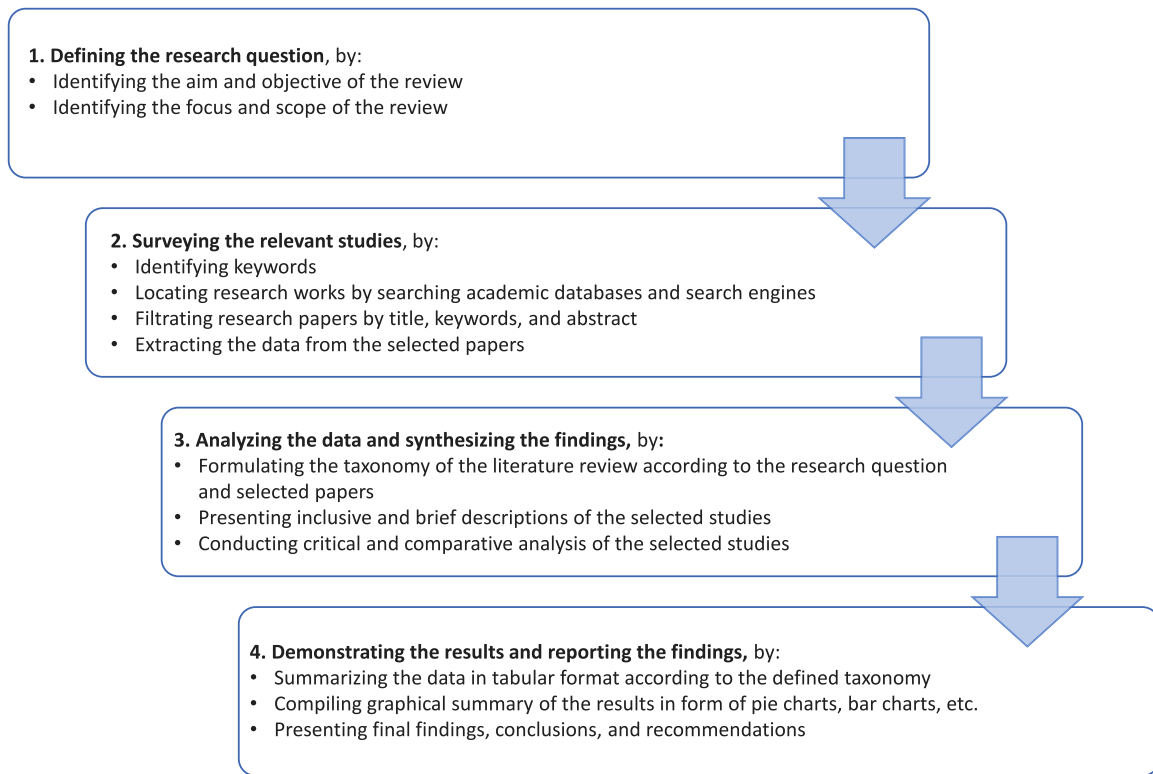 1. Defining the research question, by:
• Identifying the aim and objective of the review
• Identifying the focus and scope of the review
2. Surveying the relevant studies, by:
• Identifying keywords
• Locating research works by searching academic databases and search engines
• Filtrating research papers by title, keywords, and abstract
• Extracting the data from the selected papers
3. Analyzing the data and synthesizing the findings, by:
• Formulating the taxonomy of the literature review according to the research question
and selected papers
• Presenting inclusive and brief descriptions of the selected studies
• Conducting critical and comparative analysis of the selected studies
4. Demonstrating the results and reporting the findings, by:
• Summarizing the data in tabular format according to the defined taxonomy
• Compiling graphical summary of the results in form of pie charts, bar charts, etc.
• Presenting final findings, conclusions, and recommendations